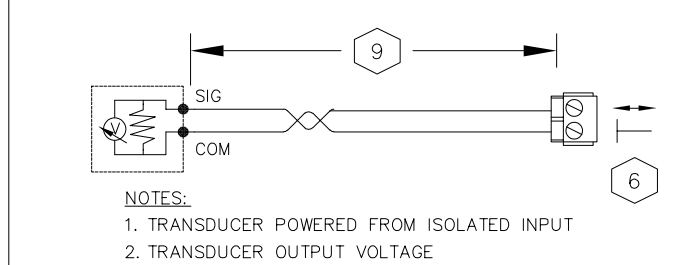 9
SIG
V
COM
6
NOTES:
1. TRANSDUCER POWERED FROM ISOLATED INPUT
2. TRANSDUCER OUTPUT VOLTAGE